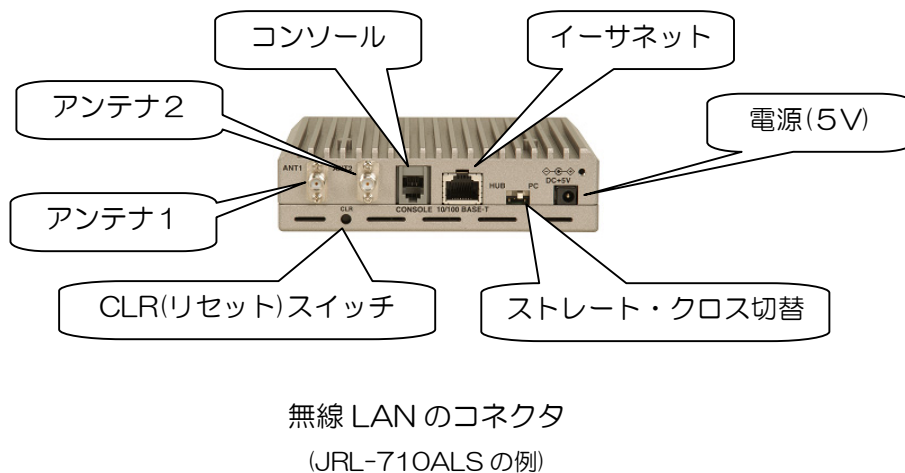 コンソール
イーサネット
アンテナ2
電源(5V)
ANT1
ANT2
HUB
PC
DC+5V
アンテナ1
CLR
CONSOLE 10/100 BASE-T
CLR(リセット)スイッチ
ストレート・クロス切替
無線 LAN のコネクタ
(JRL-710ALS の例)